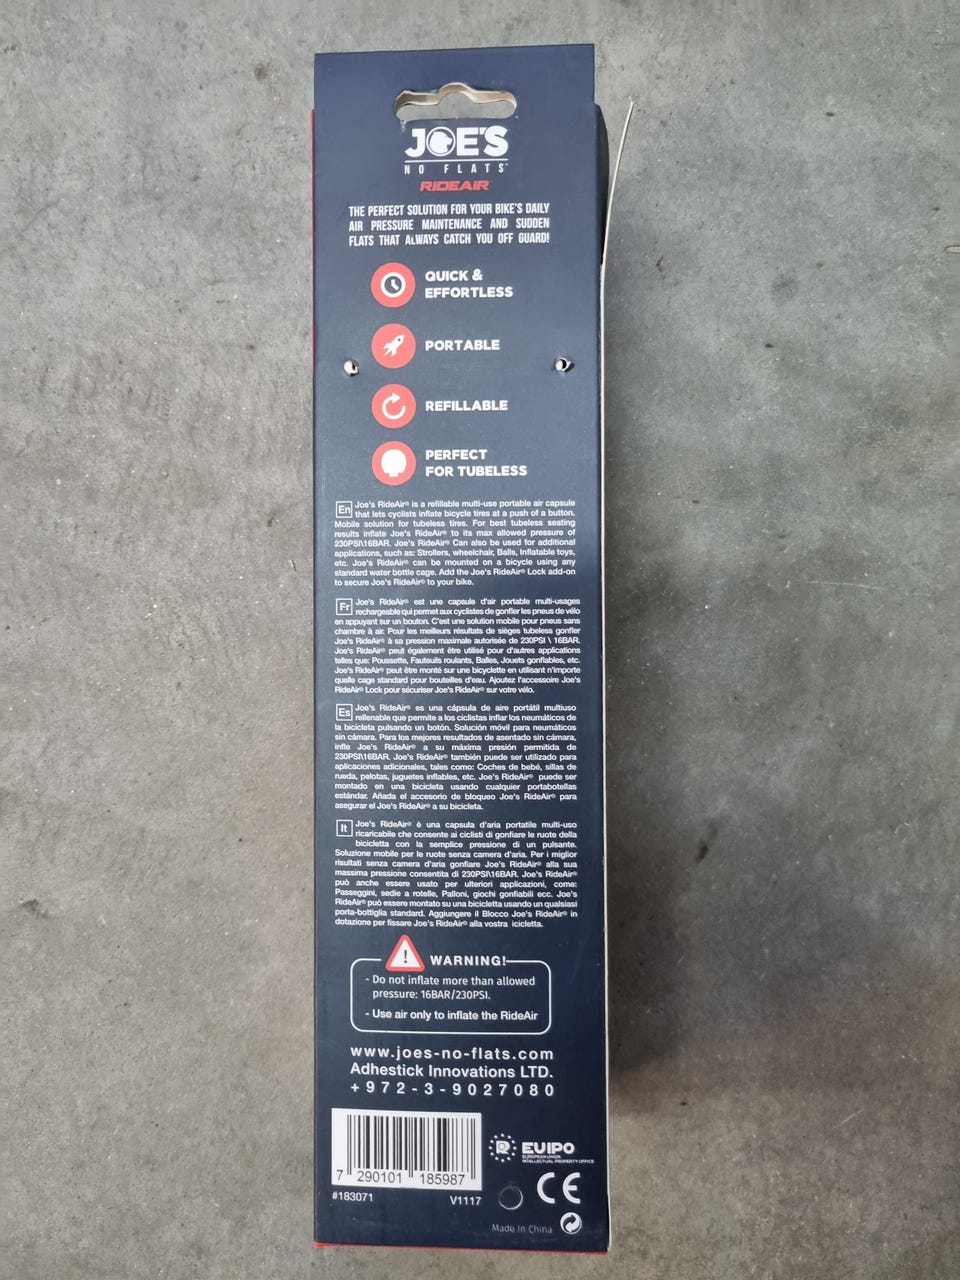 JOE'S
NO FLATS
RIDEAIR
THE PERFECT SOLUTION FOR YOUR BIKE'S DAILY
AIR PRESSURE MAINTENANCE AND SUDDEN
FLATS THAT ALWAYS CATCH YOU OFF GUARD!
QUICK &
EFFORTLESS
PORTABLE
REFILLABLE
PERFECT
FOR TUBELESS
En Joe's RideAir® is a refillable multi-use portable air capsule
that lets cyclists inflate bicycle tires at a push of a button.
Mobile solution for tubeless tires. For best tubeless seating
results inflate Joe's RideAir® to its max allowed pressure of
230PSI\16BAR. Joe's RideAir® Can also be used for additional
applications, such as: Strollers, wheelchair, Balls, Inflatable toys,
etc. Joe's RideAir® can be mounted on a bicycle using any
standard water bottle cage. Add the Joe's RideAir® Lock add-on
to secure Joe's RideAir® to your bike.
Fr Joe's RideAir® est une capsule d'air portable multi-usages
rechargeable qui permet aux cyclistes de gonfler les pneus de vélo
en appuyant sur un bouton. C'est une solution mobile pour pneus sans
chambre à air. Pour les meilleurs résultats de sièges tubeless gonfler
Joe's RideAir® à sa pression maximale autorisée de 230PSI \ 16BAR.
Joe's RideAir® peut également être utilisé pour d'autres applications
telles que: Poussette, Fauteuils roulants, Balles, Jouets gonflables, etc.
Joe's RideAir® peut être monté sur une bicyclette en utilisant n'importe
quelle cage standard pour bouteilles d'eau. Ajoutez l'accessoire Joe's
RideAir® Lock pour sécuriser Joe's RideAir® sur votre vélo.
Es Joe's RideAir® es una cápsula de aire portátil multiuso
rellenable que permite a los ciclistas inflar los neumáticos de
la bicicleta pulsando un botón. Solución móvil para neumáticos
sin cámara. Para los mejores resultados de asentado sin cámara,
infle Joe's RideAir® a su máxima presión permitida de
230PSI\16BAR. Joe's RideAir® también puede ser utilizado para
aplicaciones adicionales, tales como: Coches de bebé, sillas de
rueda, pelotas, juguetes inflables, etc. Joe's RideAir® puede ser
montado en una bicicleta usando cualquier portabotellas
estándar. Añada el accesorio de bloqueo Joe's RideAir® para
asegurar el Joe's RideAir® a su bicicleta.
It Joe's RideAir® è una capsula d'aria portatile multi-uso
ricaricabile che consente ai ciclisti di gonfiare le ruote della
bicicletta con la semplice pressione di un pulsante.
Soluzione mobile per le ruote senza camera d'aria. Per i miglior
risultati senza camera d'aria gonfiare Joe's RideAir® alla sua
massima pressione consentita di 230PSI\16BAR. Joe's RideAir®
può anche essere usato per ulteriori applicazioni, come:
Passeggini, sedie a rotelle, Palloni, giochi gonfiabili ecc. Joe's
RideAir® può essere montato su una bicicletta usando un qualsiasi
porta-bottiglia standard. Aggiungere il Blocco Joe's RideAir® in
dotazione per fissare Joe's RideAir® alla vostra icicletta.
WARNING!
- Do not inflate more than allowed
pressure: 16BAR/230PSI.
- Use air only to inflate the RideAir
www.joes-no-flats.com
Adhestick Innovations LTD.
+972-3-9027080
7 290101 185987
#183071 V1117
R EUIPO
EUROPEAN UNION
INTELLECTUAL PROPERTY OFFICE
CE
Made In China